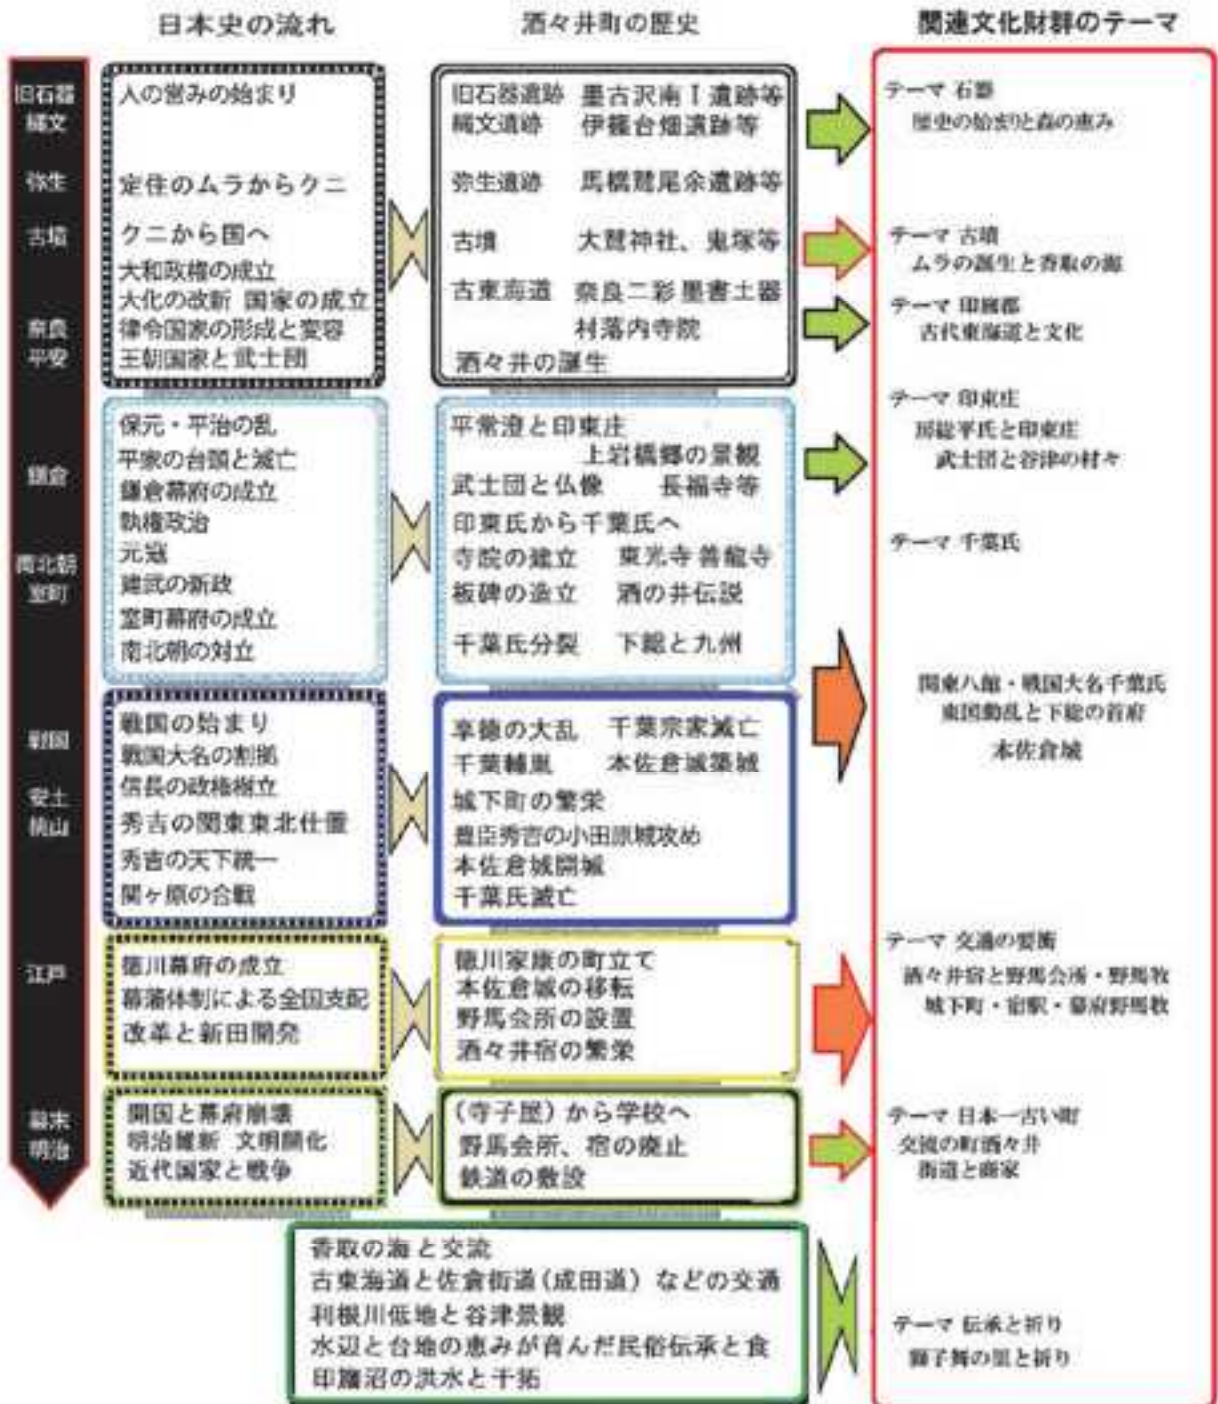 日本史の流れ
酒々井町の歴史
関連文化財群のテーマ
旧石器
縄文
弥生
古墳
奈良
平安
鎌倉
南北朝
室町
戦国
安土
桃山
江戸
幕末
明治
人の営みの始まり
定住のムラからクニ
クニから国へ
大和政権の成立
大化の改新 国家の成立
律令国家の形成と変容
王朝国家と武士団
保元・平治の乱
平家の台頭と滅亡
鎌倉幕府の成立
執権政治
元寇
建武の新政
室町幕府の成立
南北朝の対立
戦国の始まり
戦国大名の割拠
信長の政権樹立
秀吉の関東東北仕置
秀吉の天下統一
関ヶ原の合戦
徳川幕府の成立
幕藩体制による全国支配
改革と新田開発
開国と幕府崩壊
明治維新 文明開化
近代国家と戦争
旧石器遺跡 墨古沢南Ⅰ遺跡等
縄文遺跡 伊篠台畑遺跡等
弥生遺跡 馬橋鷲尾余遺跡等
古墳 大鷲神社、鬼塚等
古東海道 奈良二彩 墨書土器
村落内寺院
酒々井の誕生
平常澄と印東庄
上岩橋郷の景観
武士団と仏像 長福寺等
印東氏から千葉氏へ
寺院の建立 東光寺 善龍寺
板碑の造立 酒の井伝説
千葉氏分裂 下総と九州
享徳の大乱 千葉宗家滅亡
千葉輔胤 本佐倉城築城
城下町の繁栄
豊臣秀吉の小田原城攻め
本佐倉城開城
千葉氏滅亡
徳川家康の町立て
本佐倉城の移転
野馬会所の設置
酒々井宿の繁栄
(寺子屋) から学校へ
野馬会所、宿の廃止
鉄道の敷設
香取の海と交流
古東海道と佐倉街道(成田道) などの交通
利根川低地と谷津景観
水辺と台地の恵みが育んだ民俗伝承と食
印旛沼の洪水と干拓
テーマ 石器
歴史の始まりと森の恵み
テーマ 古墳
ムラの誕生と香取の海
テーマ 印旛郡
古代東海道と文化
テーマ 印東庄
房総平氏と印東庄
武士団と谷津の村々
テーマ 千葉氏
関東八館・戦国大名千葉氏
東国動乱と下総の首府
本佐倉城
テーマ 交通の要衝
酒々井宿と野馬会所・野馬牧
城下町・宿駅・幕府野馬牧
テーマ 日本一古い町
交流の町酒々井
街道と商家
テーマ 伝承と祈り
獅子舞の里と祈り